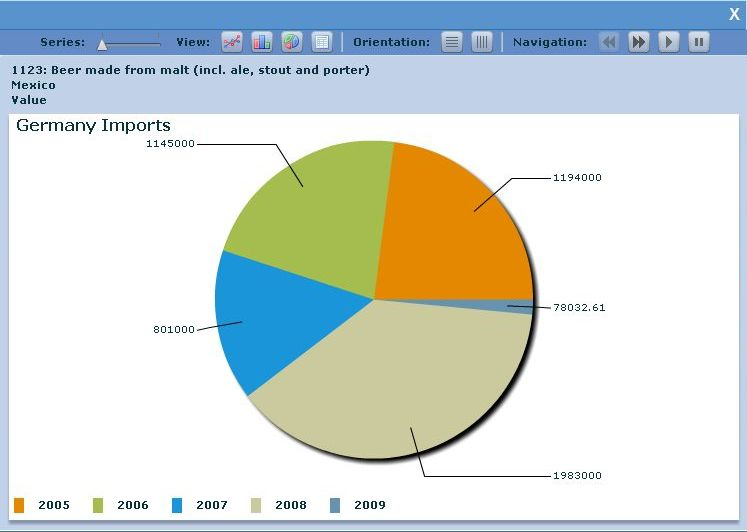 X
Series: View: Orientation: Navigation:
1123: Beer made from malt (incl. ale, stout and porter)
Mexico
Value
Germany Imports
1145000
1194000
78032.61
801000
1983000
2005 2006 2007 2008 2009